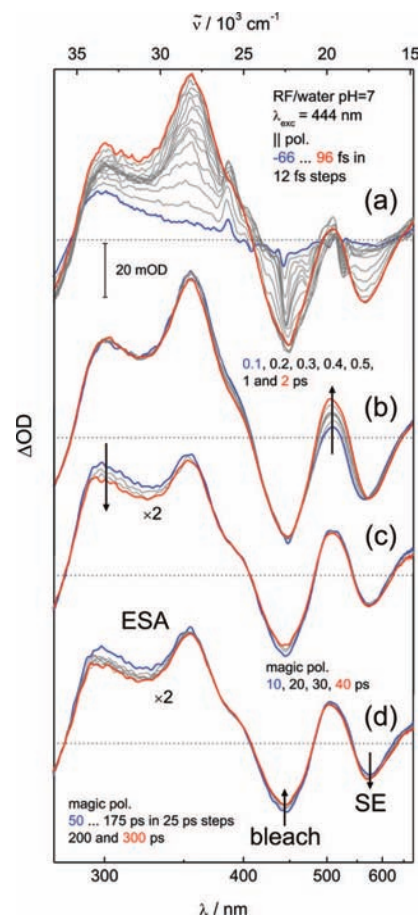 ṽ / 10³ cm⁻¹
35 30 25 20 15
RF/water pH=7
λexc = 444 nm
|| pol.
-66 ... 96 fs in
12 fs steps
(a)
20 mOD
0.1, 0.2, 0.3, 0.4, 0.5,
1 and 2 ps
(b)
ΔOD
×2
(c)
ESA
magic pol.
10, 20, 30, 40 ps
×2
(d)
magic pol.
50 ... 175 ps in 25 ps steps
200 and 300 ps
bleach
SE
300 400 500 600
λ / nm